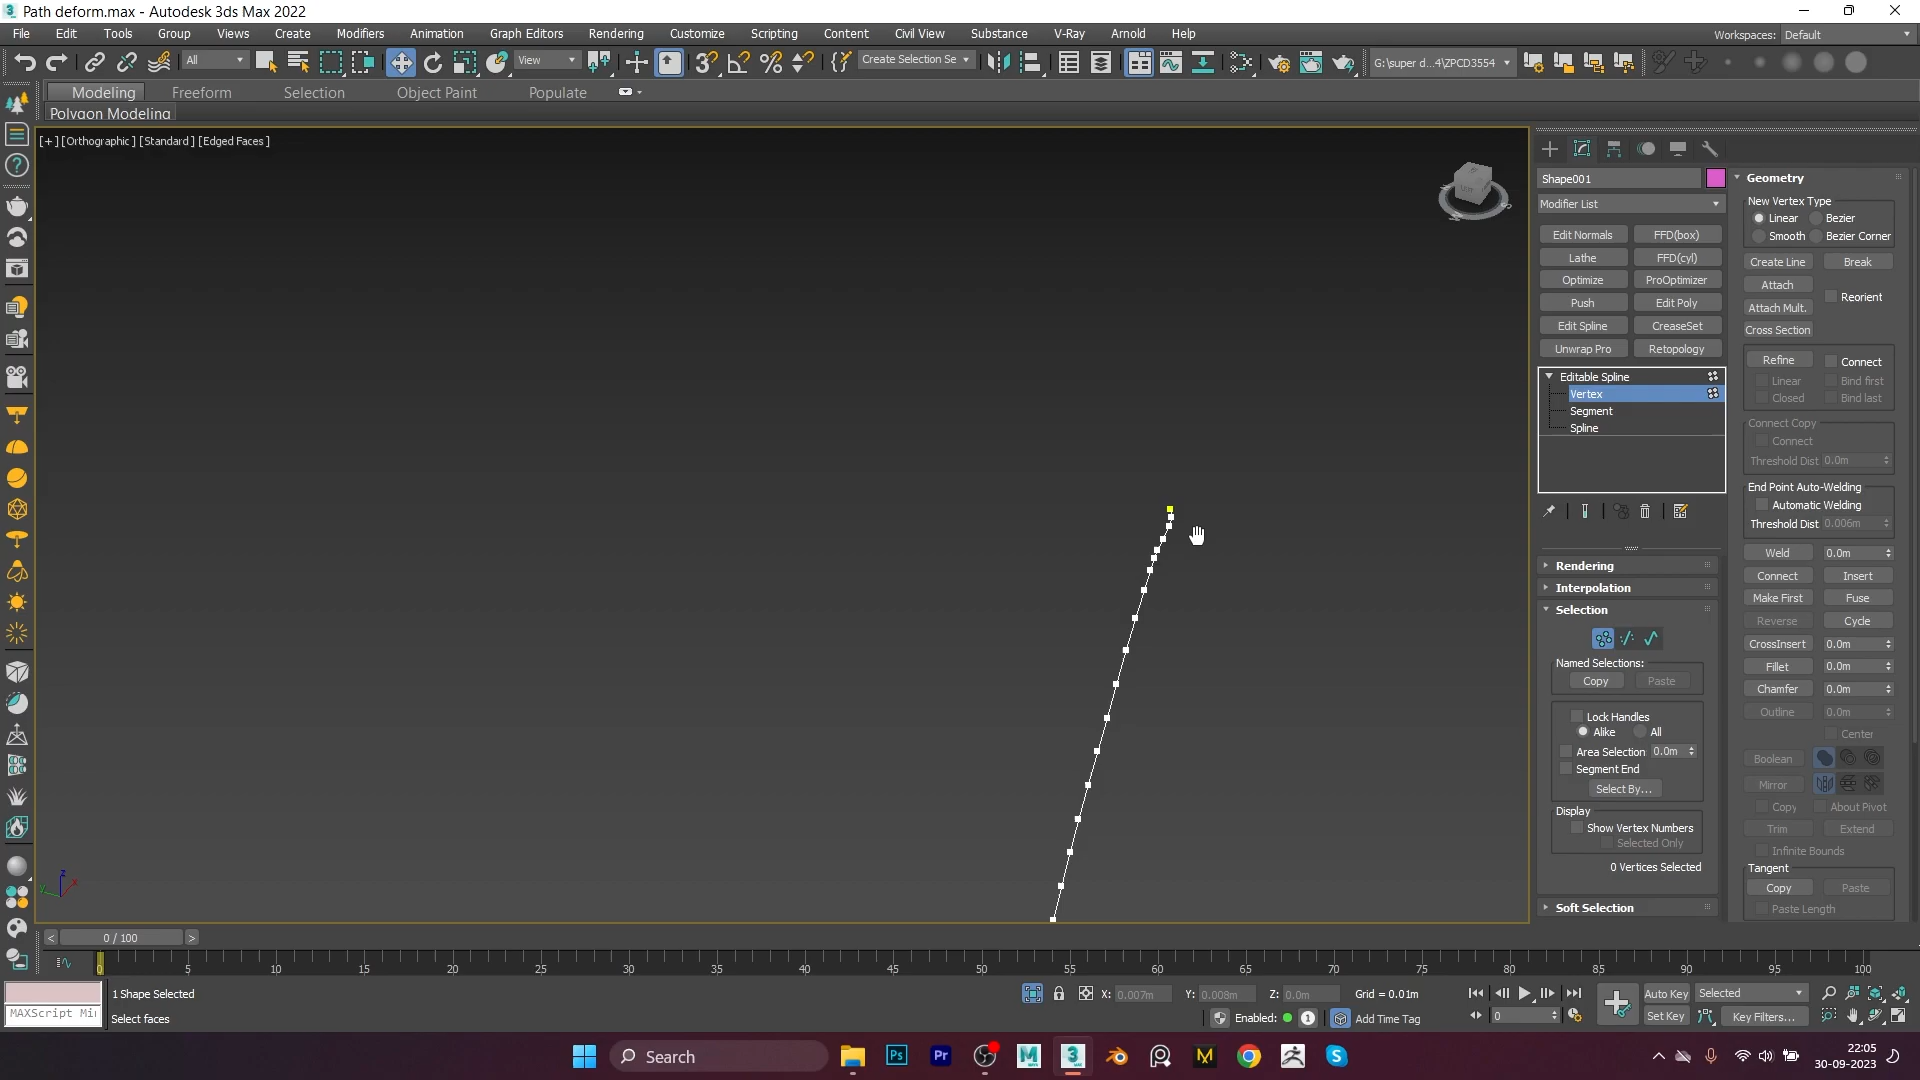 Path deform.max - Autodesk 3ds Max 2022
File Edit Tools Group Views Create Modifiers Animation Graph Editors Rendering Customize Scripting Content Civil View Substance V-Ray Arnold Help
Workspaces: Default
All
View
Create Selection Se
G:\super d...4\ZPCD3554
Modeling Freeform Selection Object Paint Populate
Polygon Modeling
[+] [Orthographic] [Standard] [Edged Faces]
Shape001
Modifier List
Edit Normals FFD(box)
Lathe FFD(cyl)
Optimize ProOptimizer
Push Edit Poly
Edit Spline CreaseSet
Unwrap Pro Retopology
Editable Spline
Vertex
Segment
Spline
Rendering
Interpolation
Selection
Named Selections:
Copy Paste
Lock Handles
Alike All
Area Selection 0.0m
Segment End
Select By...
Display
Show Vertex Numbers
Selected Only
0 Vertices Selected
Soft Selection
Geometry
New Vertex Type
Linear Bezier
Smooth Bezier Corner
Create Line Break
Attach
Reorient
Attach Mult.
Cross Section
Refine Connect
Linear Bind first
Closed Bind last
Connect Copy
Connect
Threshold Dist 0.0m
End Point Auto-Welding
Automatic Welding
Threshold Dist 0.006m
Weld 0.0m
Connect Insert
Make First Fuse
Reverse Cycle
CrossInsert 0.0m
Fillet 0.0m
Chamfer 0.0m
Outline 0.0m
Center
Boolean
Mirror
Copy About Pivot
Trim Extend
Infinite Bounds
Tangent
Copy Paste
Paste Length
< 0 / 100 >
0 5 10 15 20 25 30 35 40 45 50 55 60 65 70 75 80 85 90 95 100
1 Shape Selected
X: 0.007m Y: 0.008m Z: 0.0m Grid = 0.01m
Auto Key Selected
MAXScript Mi
Select faces
Enabled: 1 Add Time Tag
0
Set Key Key Filters...
Search
22:05
30-09-2023